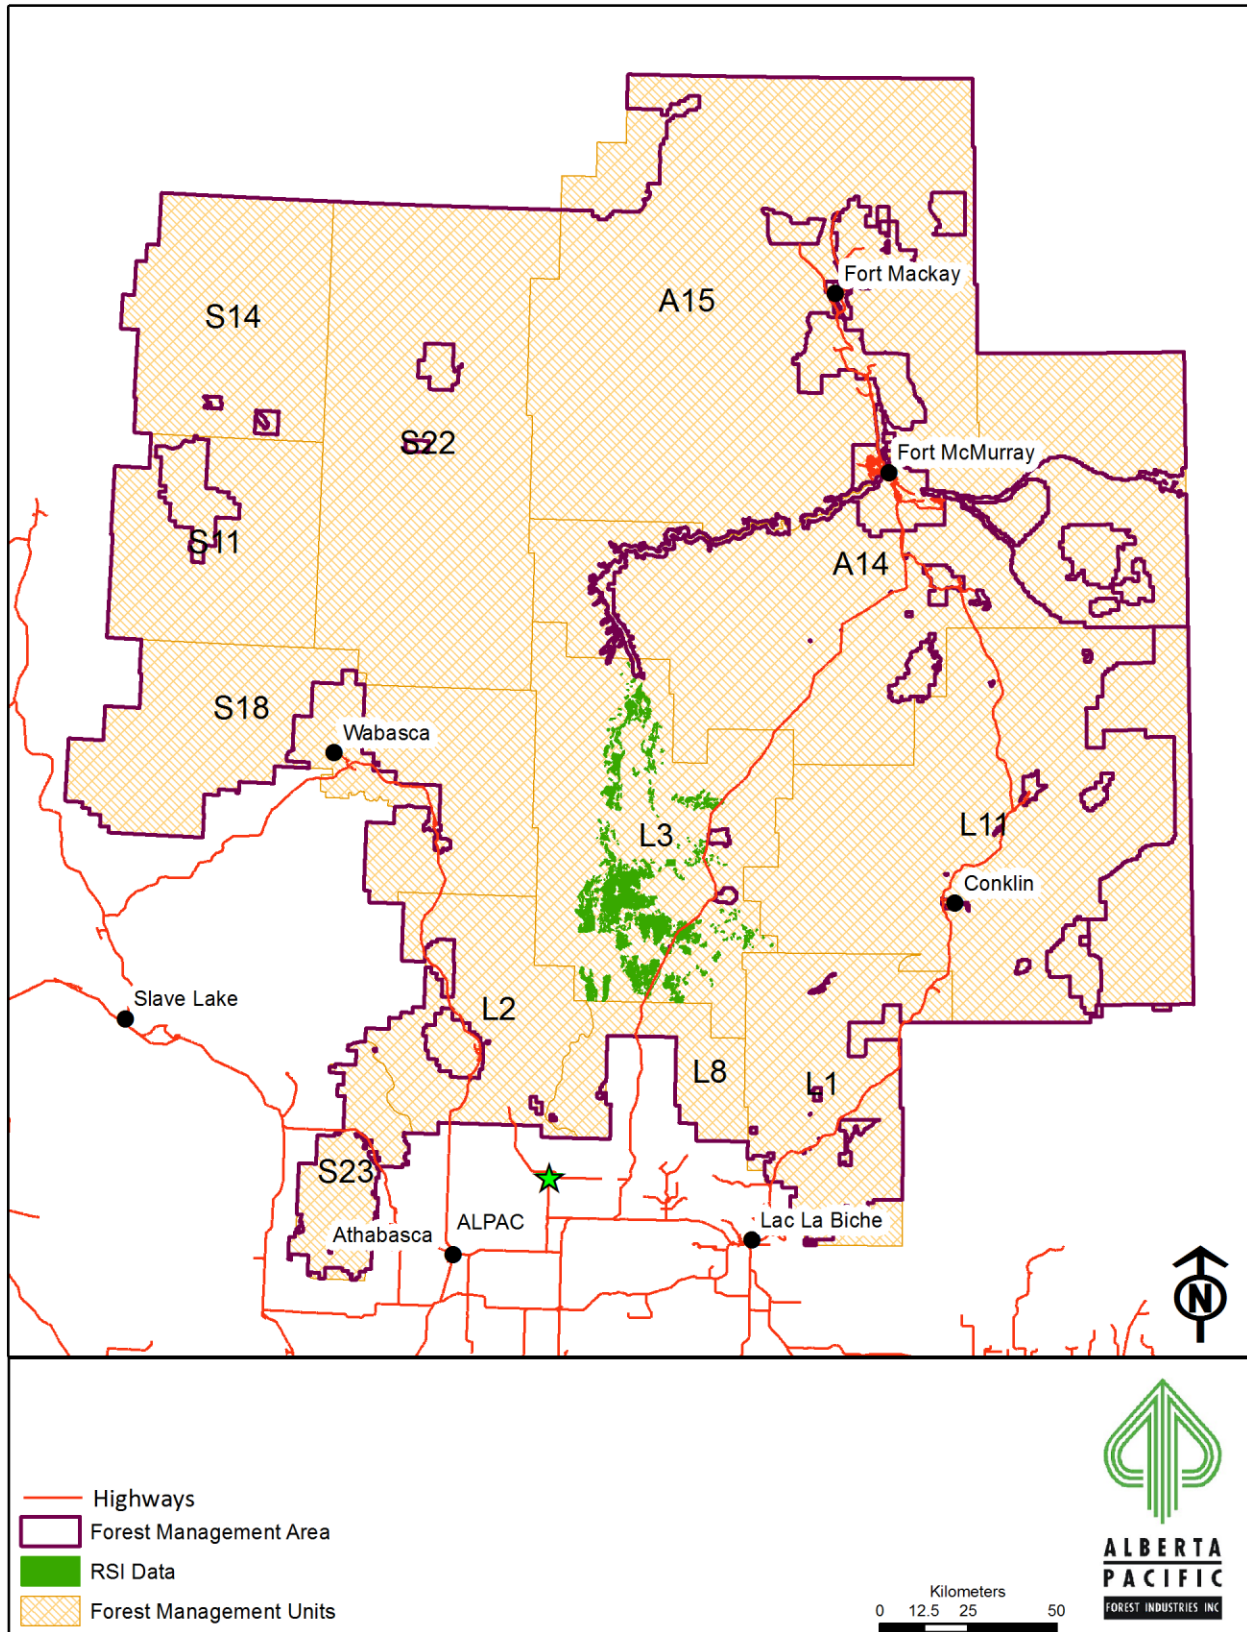 Fort Mackay
A15
S14
S22
Fort McMurray
S11
A14
S18
Wabasca
L3
L11
Conklin
Slave Lake
L2
L8
L1
S23
ALPAC
Athabasca
Lac La Biche
N
Highways
Forest Management Area
RSI Data
Forest Management Units
Kilometers
0 12.5 25 50
ALBERTA
PACIFIC
FOREST INDUSTRIES INC